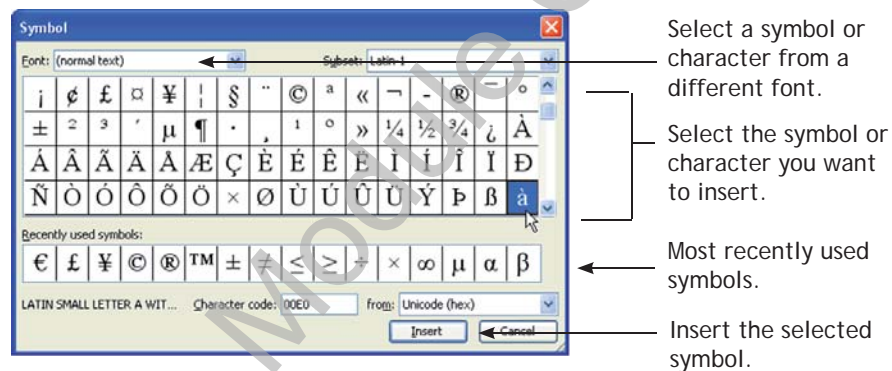 Symbol
Font: (normal text) Subset: Latin-1
¡ ¢ £ ¤ ¥ ¦ § ¨ © ª « ¬ - ® ¯ °
± ² ³ ´ µ ¶ · ¸ ¹ º » ¼ ½ ¾ ¿ À
Á Â Ã Ä Å Æ Ç È É Ê Ë Ì Í Î Ï Ð
Ñ Ò Ó Ô Õ Ö × Ø Ù Ú Û Ü Ý Þ ß à
Recently used symbols:
€ £ ¥ © ® ™ ± ≠ ≤ ≥ ÷ × ∞ µ α β
LATIN SMALL LETTER A WIT... Character code: 00E0 from: Unicode (hex)
Insert Cancel
Select a symbol or
character from a
different font.
Select the symbol or
character you want
to insert.
Most recently used
symbols.
Insert the selected
symbol.
Module